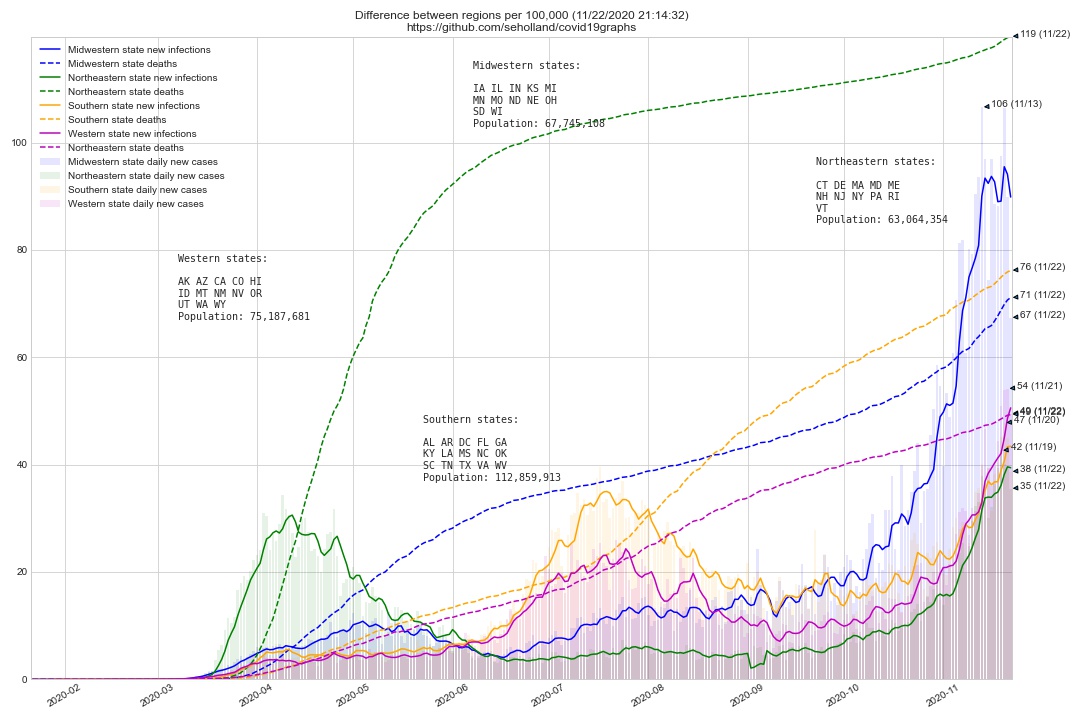 Difference between regions per 100,000 (11/22/2020 21:14:32)
https://github.com/seholland/covid19graphs
Midwestern state new infections
Midwestern state deaths
Northeastern state new infections
Northeastern state deaths
Southern state new infections
Southern state deaths
Western state new infections
Northeastern state deaths
Midwestern state daily new cases
Northeastern state daily new cases
Southern state daily new cases
Western state daily new cases
Midwestern states:
IA IL IN KS MI
MN MO ND NE OH
SD WI
Population: 67,745,108
Northeastern states:
CT DE MA MD ME
NH NJ NY PA RI
VT
Population: 63,064,354
Western states:
AK AZ CA CO HI
ID MT NM NV OR
UT WA WY
Population: 75,187,681
Southern states:
AL AR DC FL GA
KY LA MS NC OK
SC TN TX VA WV
Population: 112,859,913
119 (11/22)
106 (11/13)
76 (11/22)
71 (11/22)
67 (11/22)
54 (11/21)
49 (11/22)
47 (11/20)
42 (11/19)
38 (11/22)
35 (11/22)
100
80
60
40
20
0
2020-02
2020-03
2020-04
2020-05
2020-06
2020-07
2020-08
2020-09
2020-10
2020-11